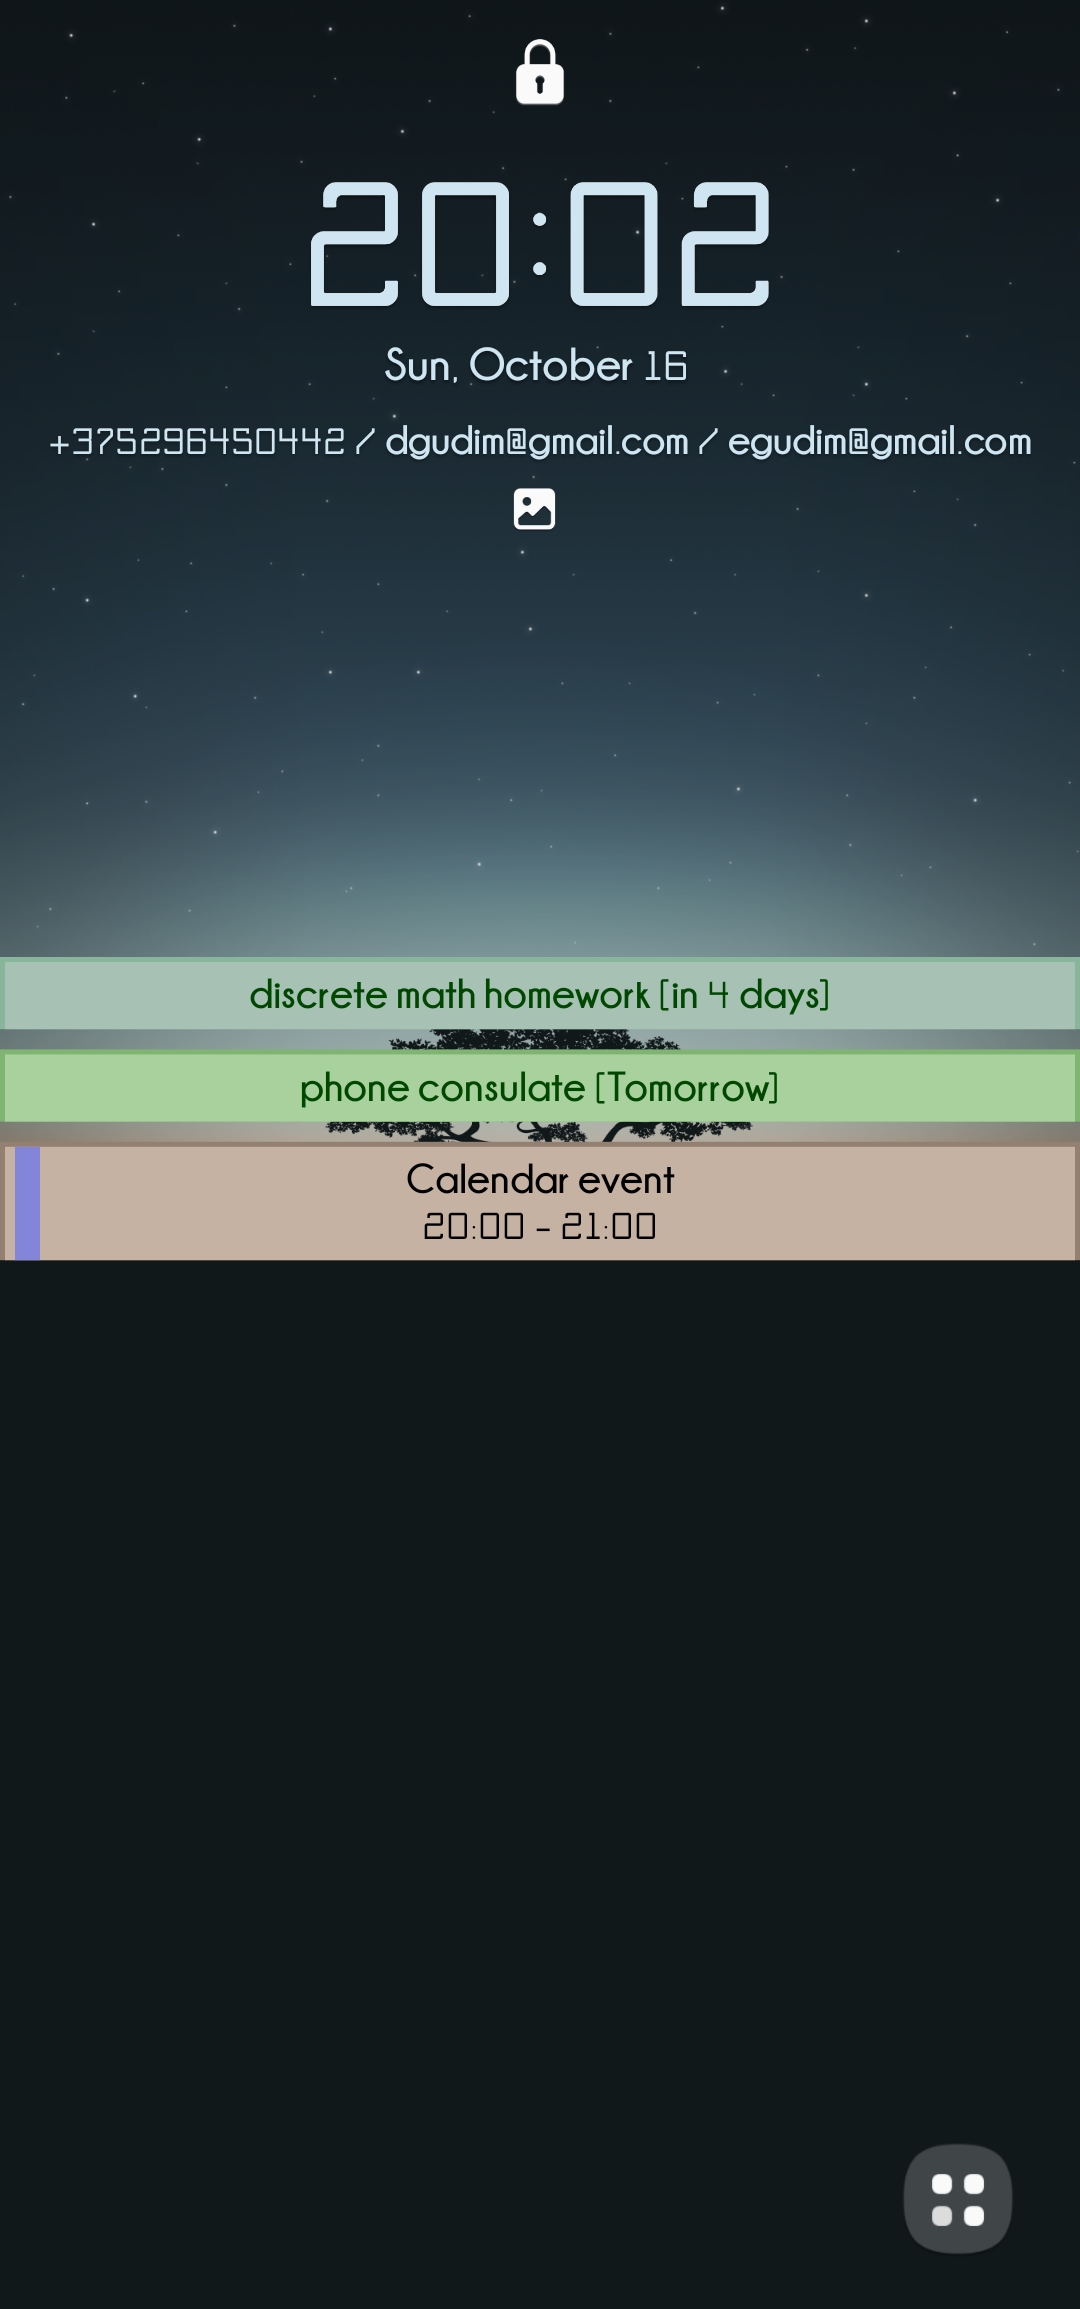 20:02
Sun, October 16
+375296450442 / dgudim@gmail.com / egudim@gmail.com
discrete math homework [in 4 days]
phone consulate [Tomorrow]
Calendar event
20:00 - 21:00